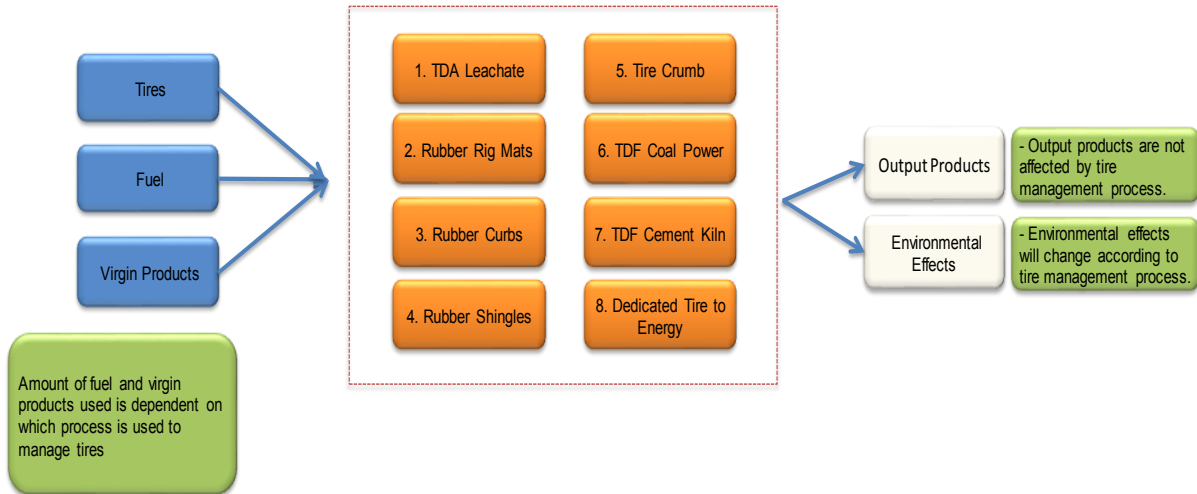 Tires
Fuel
Virgin Products
Amount of fuel and virgin
products used is dependent on
which process is used to
manage tires
1. TDA Leachate
2. Rubber Rig Mats
3. Rubber Curbs
4. Rubber Shingles
5. Tire Crumb
6. TDF Coal Power
7. TDF Cement Kiln
8. Dedicated Tire to
Energy
Output Products
- Output products are not
affected by tire
management process.
Environmental
Effects
- Environmental effects
will change according to
tire management process.